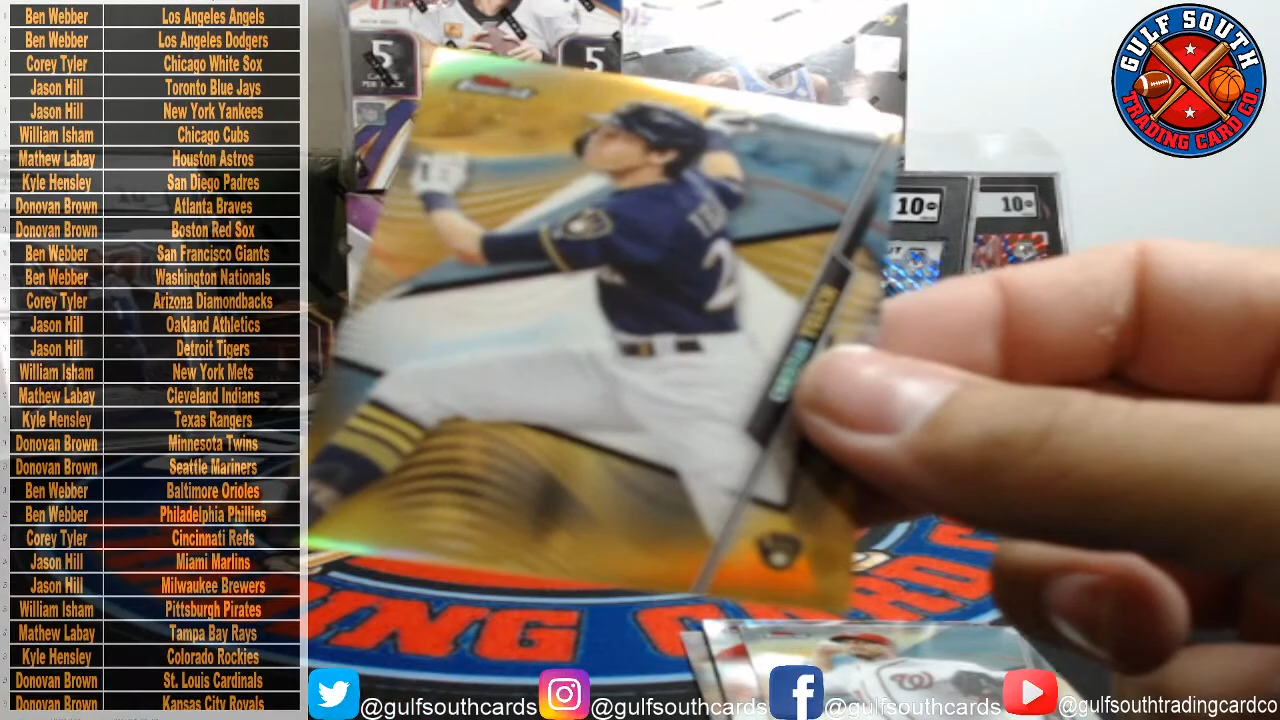 Ben Webber Los Angeles Angels
Ben Webber Los Angeles Dodgers
Corey Tyler Chicago White Sox
Jason Hill Toronto Blue Jays
Jason Hill New York Yankees
William Isham Chicago Cubs
Mathew Labay Houston Astros
Kyle Hensley San Diego Padres
Donovan Brown Atlanta Braves
Donovan Brown Boston Red Sox
Ben Webber San Francisco Giants
Ben Webber Washington Nationals
Corey Tyler Arizona Diamondbacks
Jason Hill Oakland Athletics
Jason Hill Detroit Tigers
William Isham New York Mets
Mathew Labay Cleveland Indians
Kyle Hensley Texas Rangers
Donovan Brown Minnesota Twins
Donovan Brown Seattle Mariners
Ben Webber Baltimore Orioles
Ben Webber Philadelphia Phillies
Corey Tyler Cincinnati Reds
Jason Hill Miami Marlins
Jason Hill Milwaukee Brewers
William Isham Pittsburgh Pirates
Mathew Labay Tampa Bay Rays
Kyle Hensley Colorado Rockies
Donovan Brown St. Louis Cardinals
Donovan Brown Kansas City Royals
5
5
GULF SOUTH
TRADING CARD CO.
10
10
@gulfsouthcards @gulfsouthcards @gulfsouthcards @gulfsouthtradingcardco